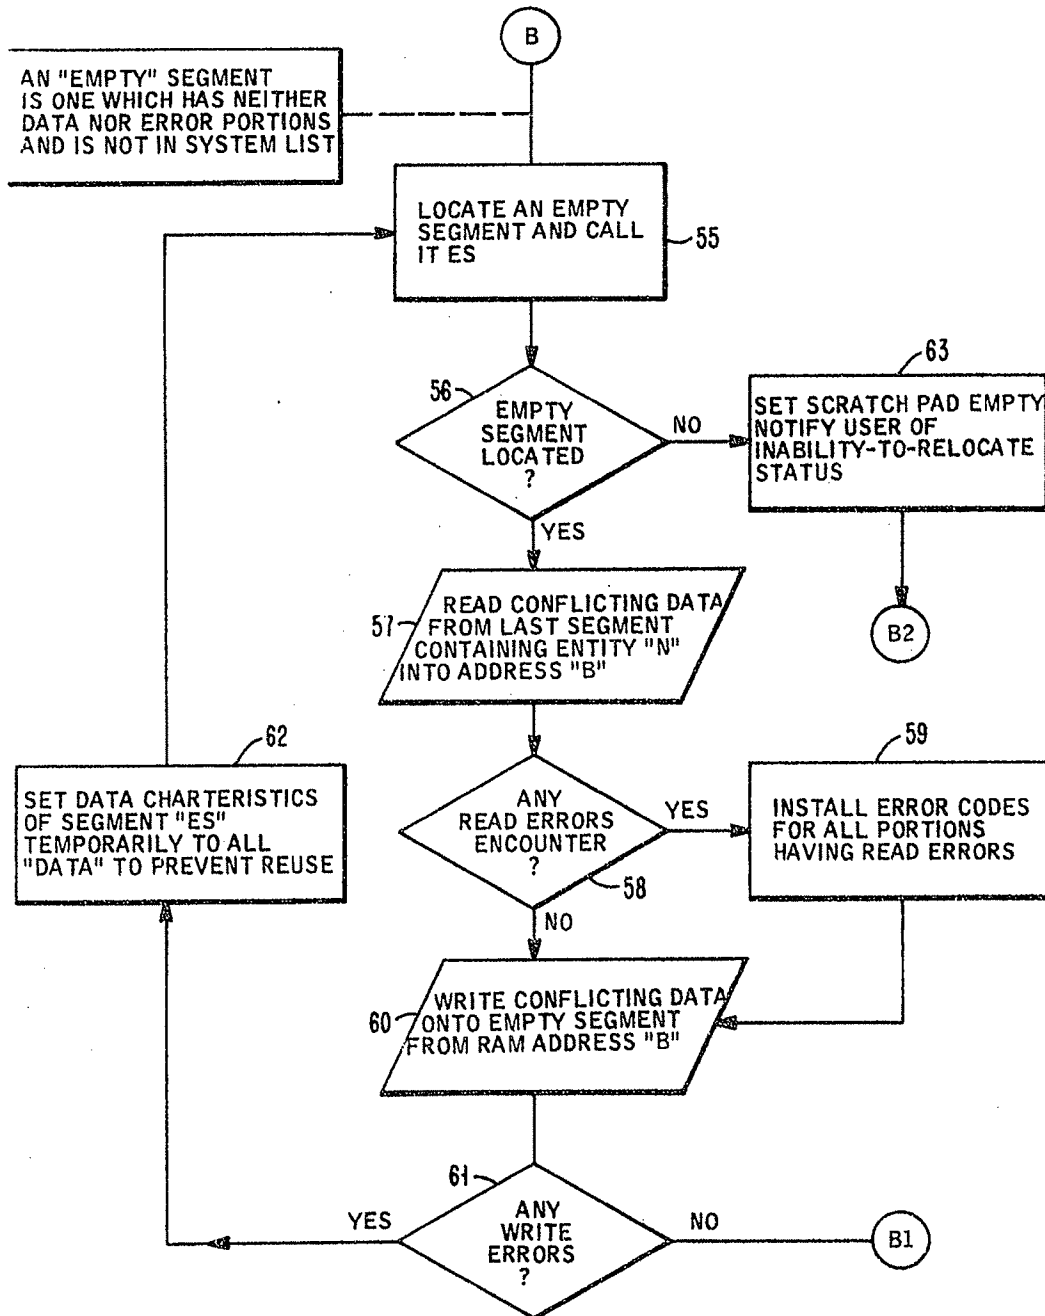 B
AN "EMPTY" SEGMENT
IS ONE WHICH HAS NEITHER
DATA NOR ERROR PORTIONS
AND IS NOT IN SYSTEM LIST
LOCATE AN EMPTY
SEGMENT AND CALL
IT ES
55
56
EMPTY
SEGMENT
LOCATED
?
NO
YES
63
SET SCRATCH PAD EMPTY
NOTIFY USER OF
INABILITY-TO-RELOCATE
STATUS
B2
57
READ CONFLICTING DATA
FROM LAST SEGMENT
CONTAINING ENTITY "N"
INTO ADDRESS "B"
62
SET DATA CHARTERISTICS
OF SEGMENT "ES"
TEMPORARILY TO ALL
"DATA" TO PREVENT REUSE
ANY
READ ERRORS
ENCOUNTER
?
58
YES
NO
59
INSTALL ERROR CODES
FOR ALL PORTIONS
HAVING READ ERRORS
60
WRITE CONFLICTING DATA
ONTO EMPTY SEGMENT
FROM RAM ADDRESS "B"
61
ANY
WRITE
ERRORS
?
YES
NO
B1